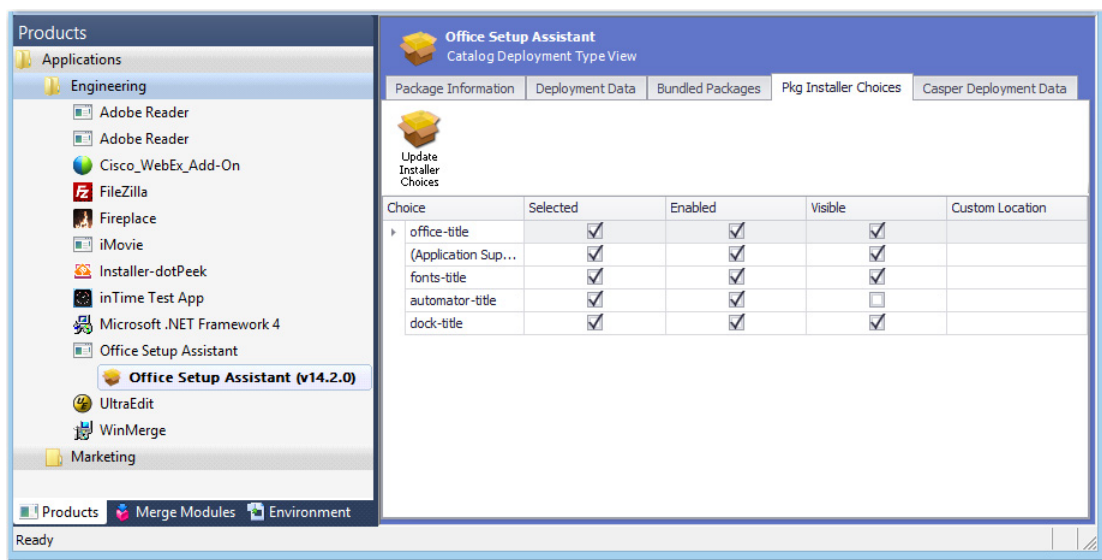 Products
Applications
Engineering
Adobe Reader
Adobe Reader
Cisco_WebEx_Add-On
FileZilla
Fireplace
iMovie
Installer-dotPeek
inTime Test App
Microsoft .NET Framework 4
Office Setup Assistant
Office Setup Assistant (v14.2.0)
UltraEdit
WinMerge
Marketing
Products Merge Modules Environment
Office Setup Assistant
Catalog Deployment Type View
Package Information Deployment Data Bundled Packages Pkg Installer Choices Casper Deployment Data
Update
Installer
Choices
Choice Selected Enabled Visible Custom Location
office-title
(Application Sup...
fonts-title
automator-title
dock-title
Ready